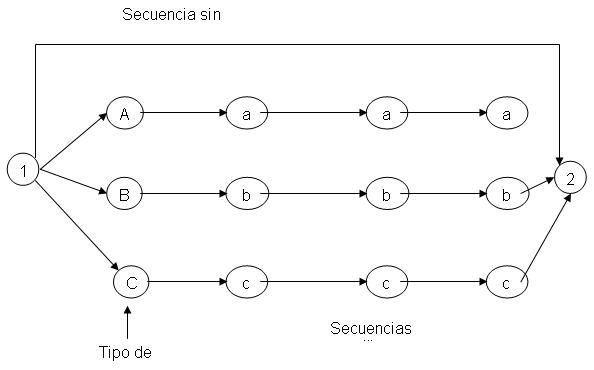 Secuencia sin
A a a a
1 2
B b b b
C c c c
Secuencias
...
Tipo de